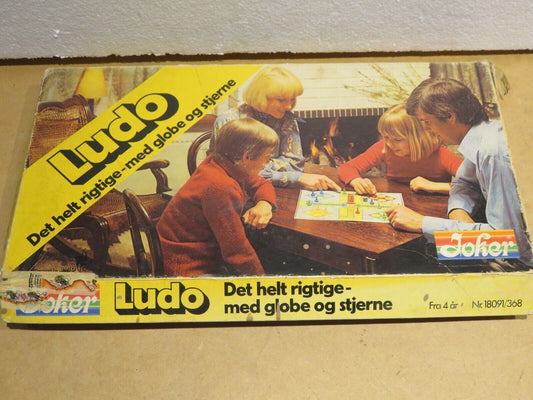 Ludo
Det helt rigtige - med globe og stjerne
Joker
Joker
Ludo
Det helt rigtige -
med globe og stjerne
Fra 4 år
Nr. 18091/368